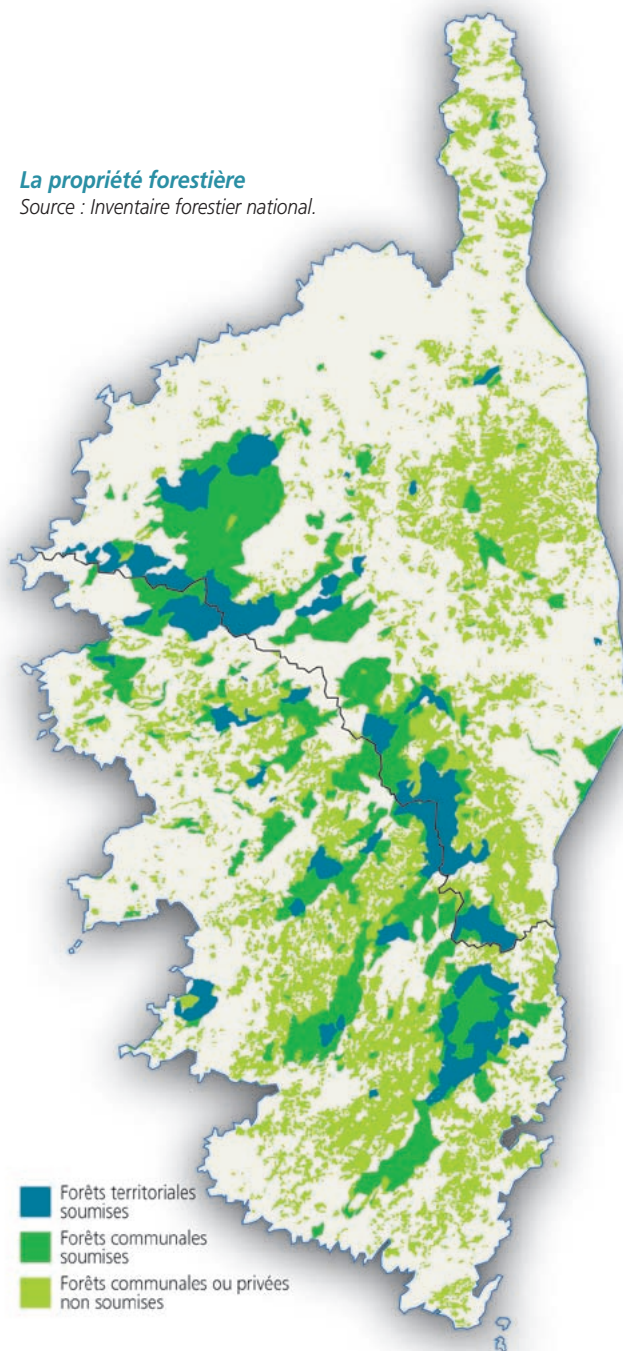 La propriété forestière
Source : Inventaire forestier national.
Forêts territoriales
soumises
Forêts communales
soumises
Forêts communales ou privées
non soumises